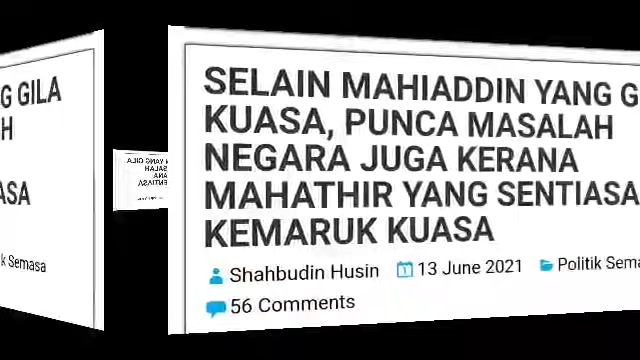 G GILA
H
ASA
k Semasa
SELAIN MAHIADDIN YANG G
KUASA, PUNCA MASALAH
NEGARA JUGA KERANA
MAHATHIR YANG SENTIASA
KEMARUK KUASA
Shahbudin Husin 13 June 2021 Politik Sema
56 Comments